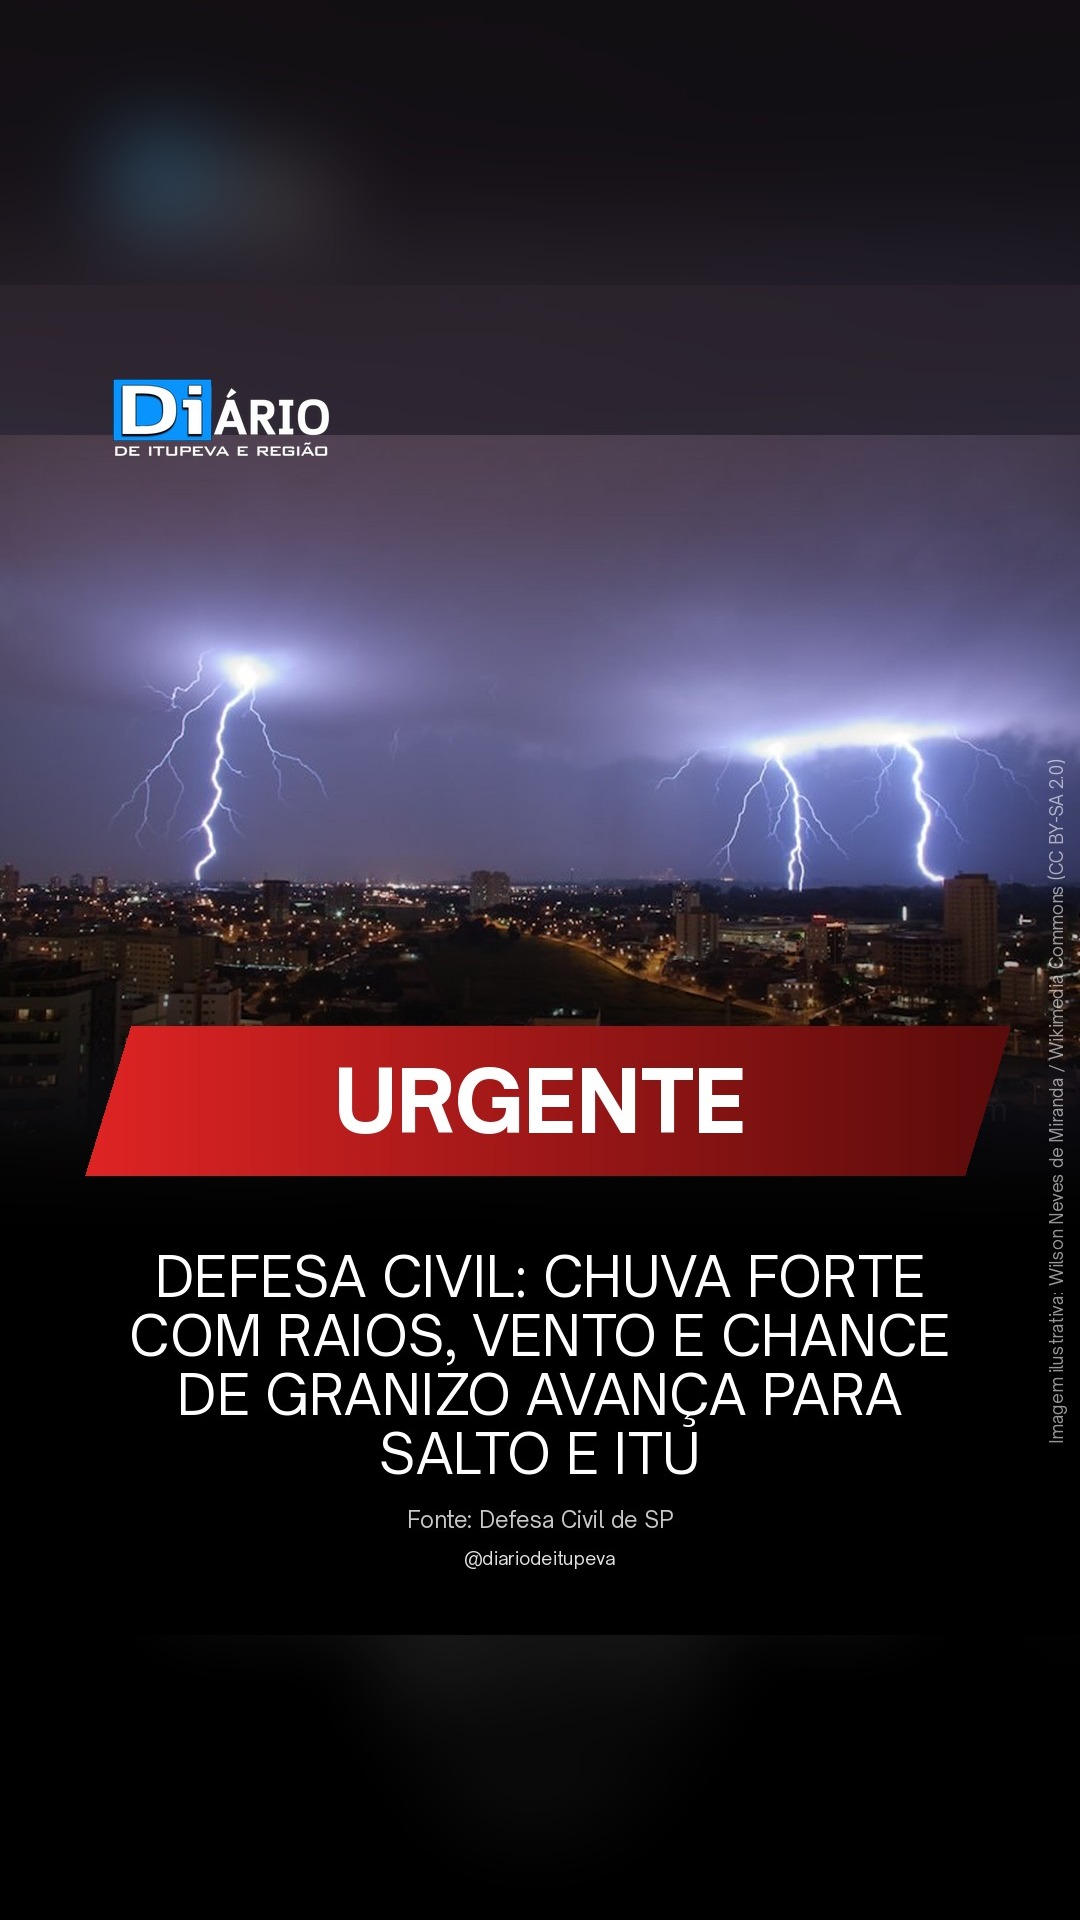 DiÁRIO
DE ITUPEVA E REGIÃO
Imagem ilustrativa: Wilson Neves de Miranda / Wikimedia Commons (CC BY-SA 2.0)
URGENTE
DEFESA CIVIL: CHUVA FORTE
COM RAIOS, VENTO E CHANCE
DE GRANIZO AVANÇA PARA
SALTO E ITU
Fonte: Defesa Civil de SP
@diariodeitupeva